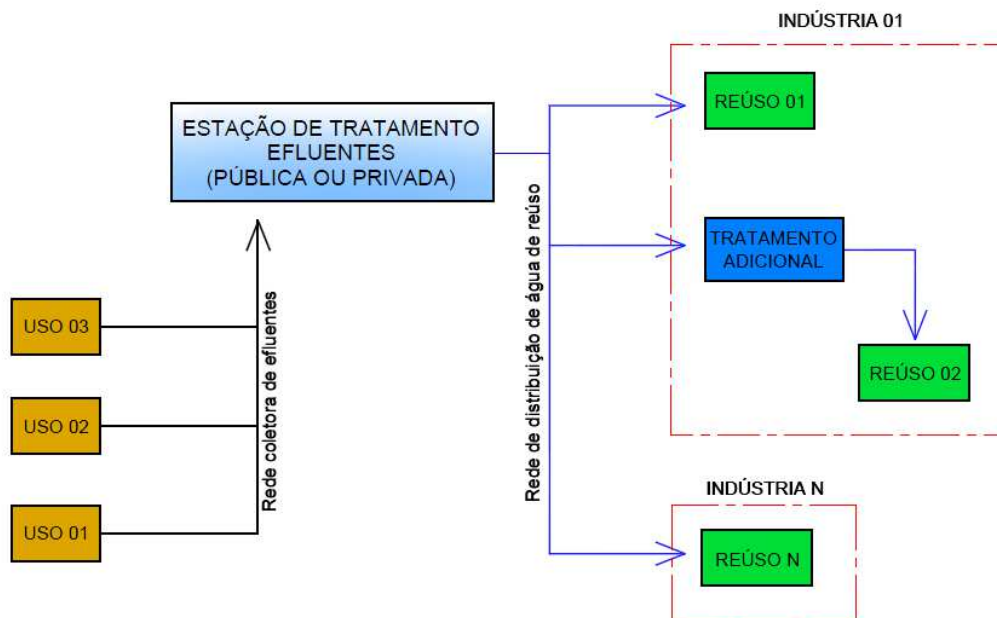 INDÚSTRIA 01
REÚSO 01
ESTAÇÃO DE TRATAMENTO
EFLUENTES
(PÚBLICA OU PRIVADA)
Rede de distribuição de água de reúso
TRATAMENTO
ADICIONAL
Rede coletora de efluentes
USO 03
REÚSO 02
USO 02
INDÚSTRIA N
USO 01
REÚSO N